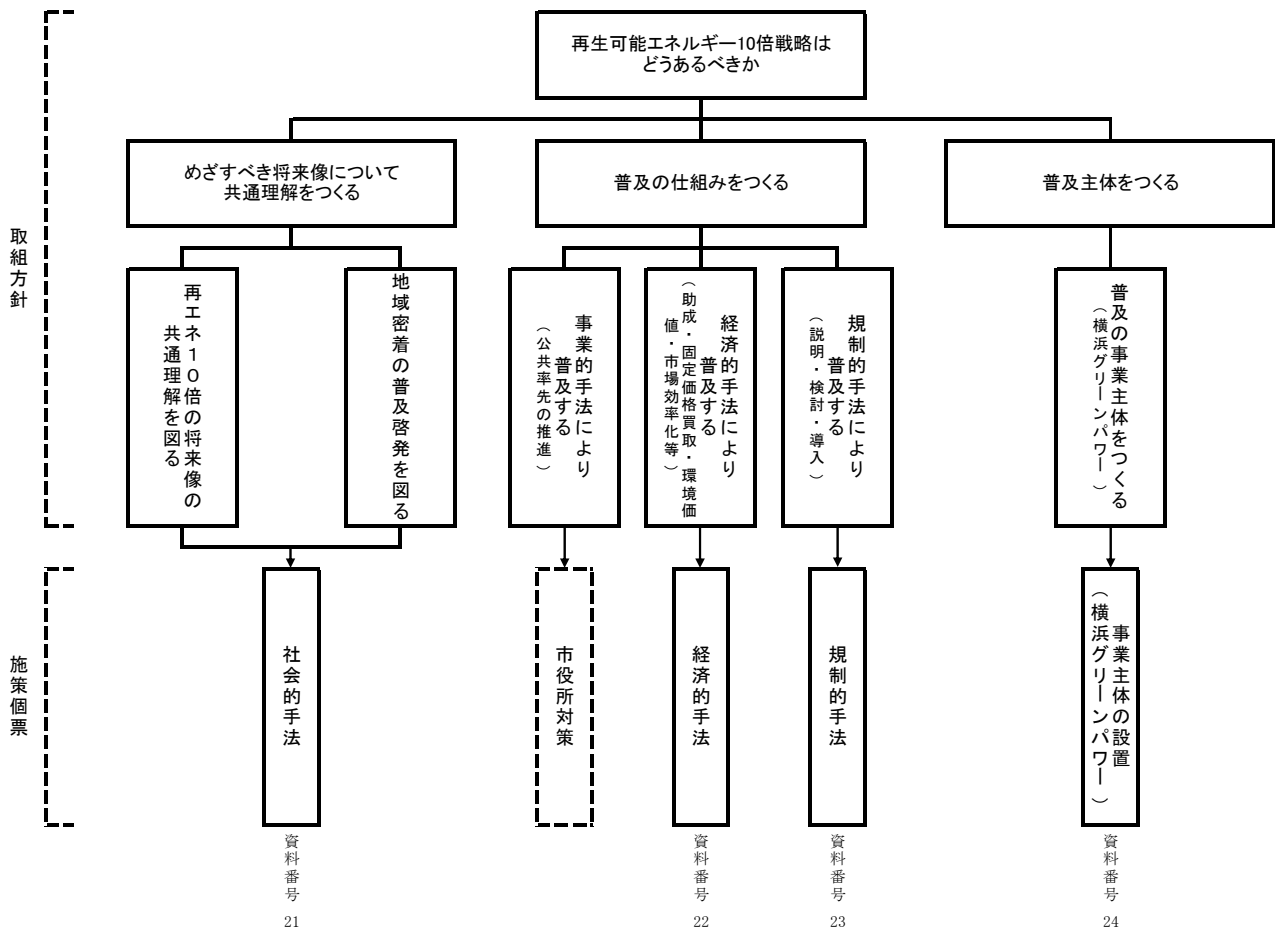 再生可能エネルギー10倍戦略は
どうあるべきか
めざすべき将来像について
共通理解をつくる
普及の仕組みをつくる
普及主体をつくる
取組方針
再エネ10倍の将来像の
共通理解を図る
地域密着の普及啓発を図る
事業的手法により
普及する
（公共率先の推進）
経済的手法により
普及する
（助成・固定価格買取・環境価
値・市場効率化等）
規制的手法により
普及する
（説明・検討・導入）
普及の事業主体をつくる
（横浜グリーンパワー）
施策個票
社会的手法
市役所対策
経済的手法
規制的手法
事業主体の設置
（横浜グリーンパワー）
資料番号
21
資料番号
22
資料番号
23
資料番号
24